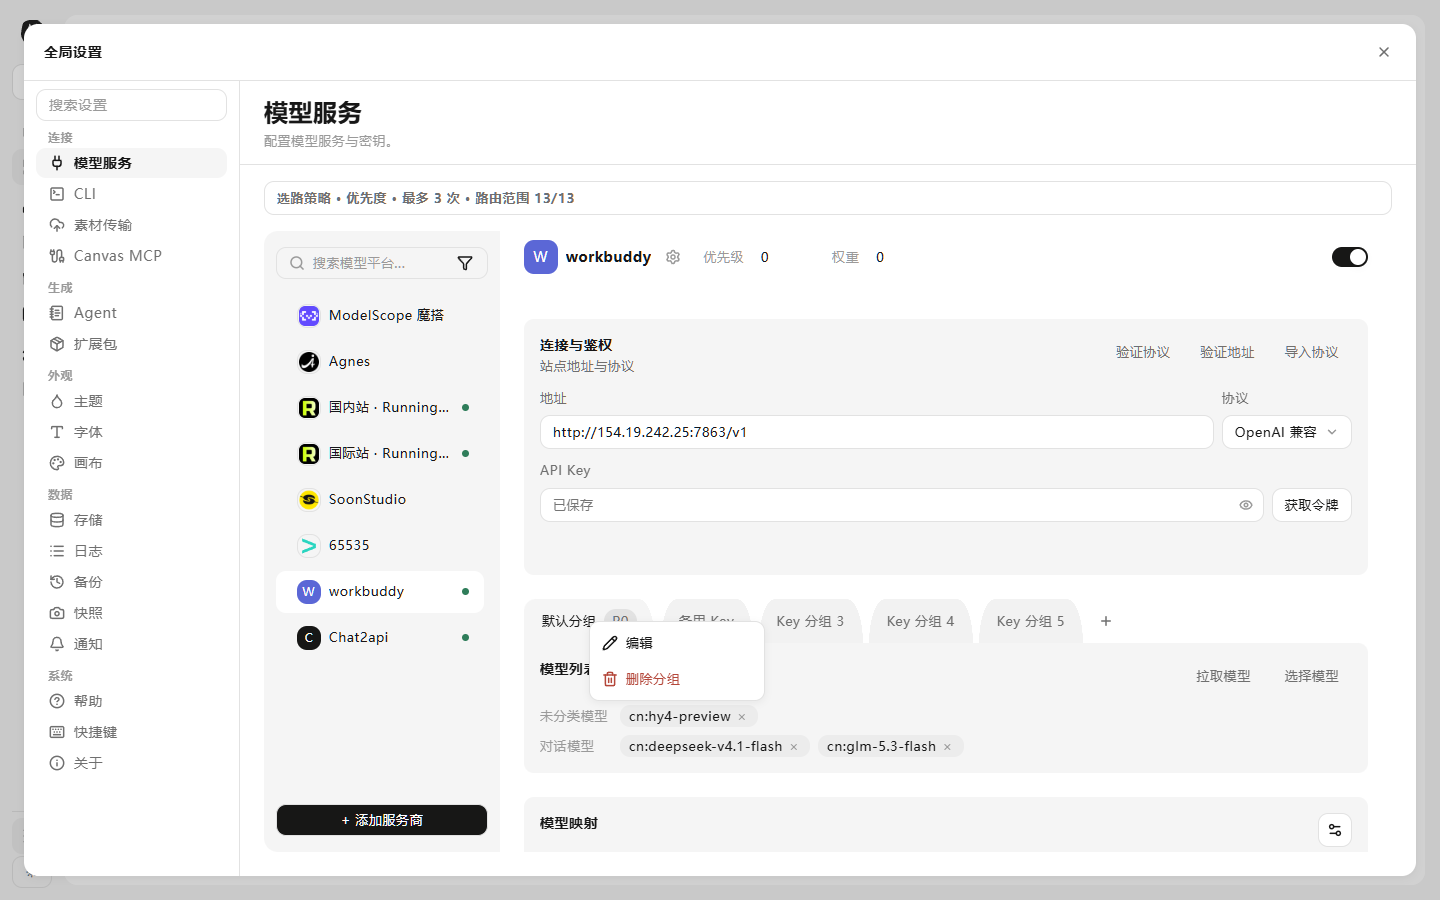 全局设置
搜索设置
连接
模型服务
CLI
素材传输
Canvas MCP
生成
Agent
扩展包
外观
主题
字体
画布
数据
存储
日志
备份
快照
通知
系统
帮助
快捷键
关于
模型服务
配置模型服务与密钥。
选路策略 • 优先度 • 最多 3 次 • 路由范围 13/13
搜索模型平台...
ModelScope 魔搭
Agnes
国内站 · Running...
国际站 · Running...
SoonStudio
65535
W workbuddy
C Chat2api
+ 添加服务商
W workbuddy 优先级 0 权重 0
连接与鉴权
站点地址与协议
验证协议 验证地址 导入协议
地址 协议
http://154.19.242.25:7863/v1 OpenAI 兼容
API Key
已保存 获取令牌
默认分组 Key 分组 3 Key 分组 4 Key 分组 5 +
编辑
删除分组
模型列 拉取模型 选择模型
未分类模型 cn:hy4-preview ×
对话模型 cn:deepseek-v4.1-flash × cn:glm-5.3-flash ×
模型映射